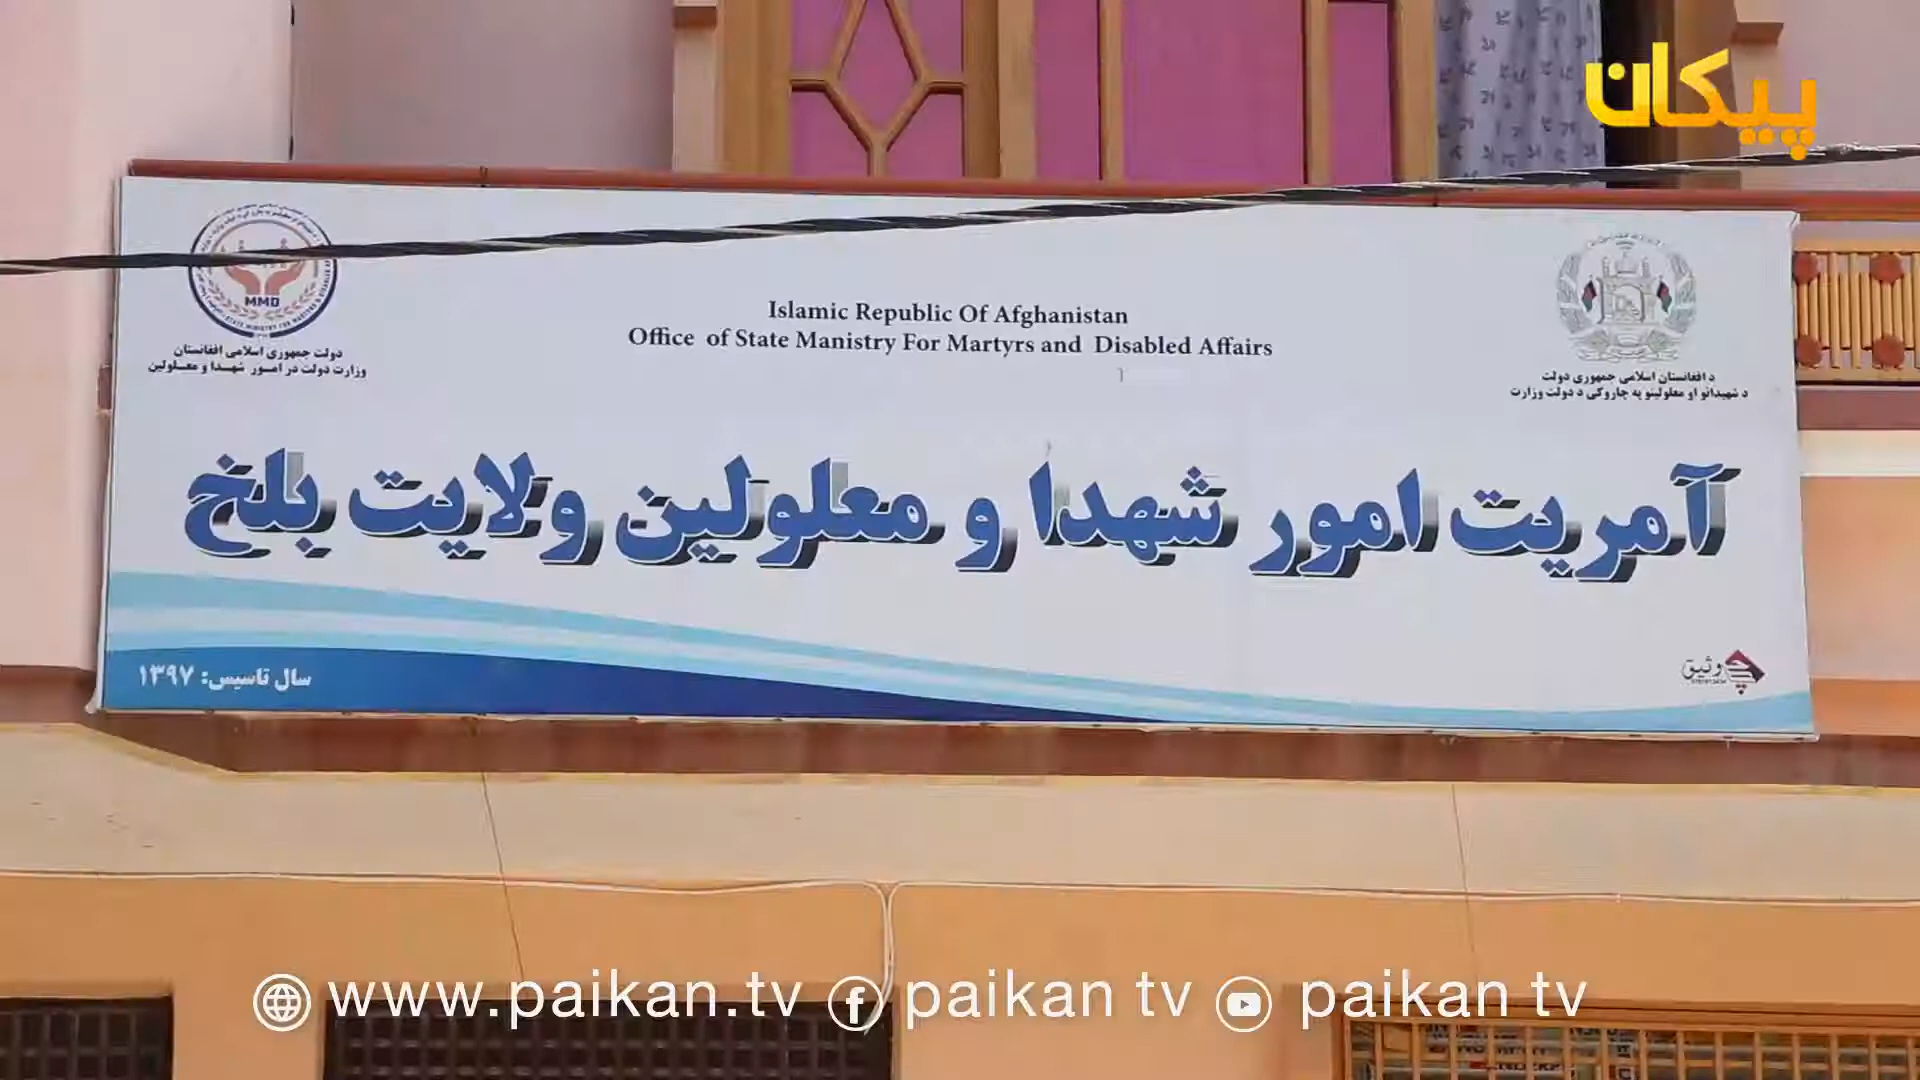 پیکان
Islamic Republic Of Afghanistan
Office of State Manistry For Martyrs and Disabled Affairs
MMD
دولت جمهوری اسلامی افغانستان
وزارت دولت در امور شهدا و معلولین
د افغانستان اسلامی جمهوری دولت
د شهیدانو او معلولینو په چاروکی د دولت وزارت
آمریت امور شهدا و معلولین ولایت بلخ
سال تاسیس: ۱۳۹۷
وثیق
www.paikan.tv paikan tv paikan tv